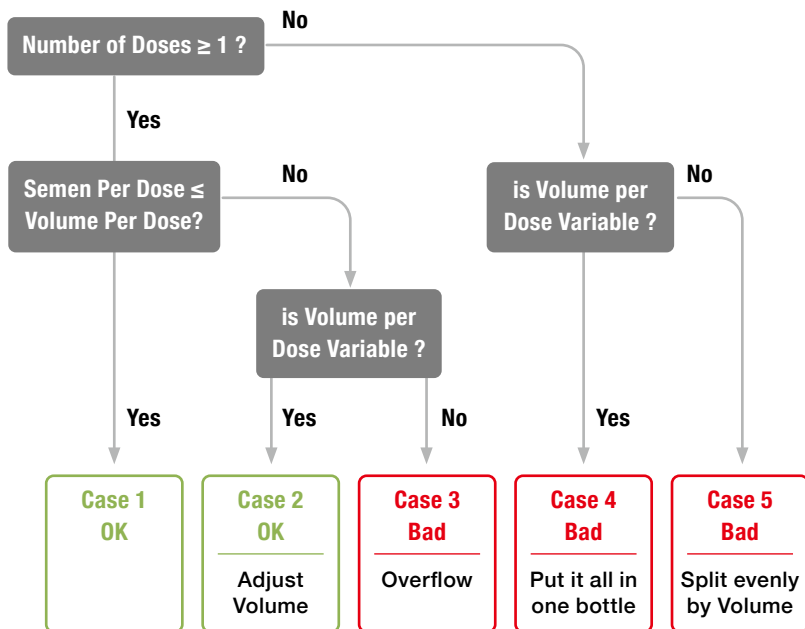 No
Number of Doses ≥ 1 ?
Yes
Semen Per Dose ≤
Volume Per Dose?
No
is Volume per
Dose Variable ?
No
is Volume per
Dose Variable ?
Yes
Yes
No
Yes
Case 1
OK
Case 2
OK
Adjust
Volume
Case 3
Bad
Overflow
Case 4
Bad
Put it all in
one bottle
Case 5
Bad
Split evenly
by Volume